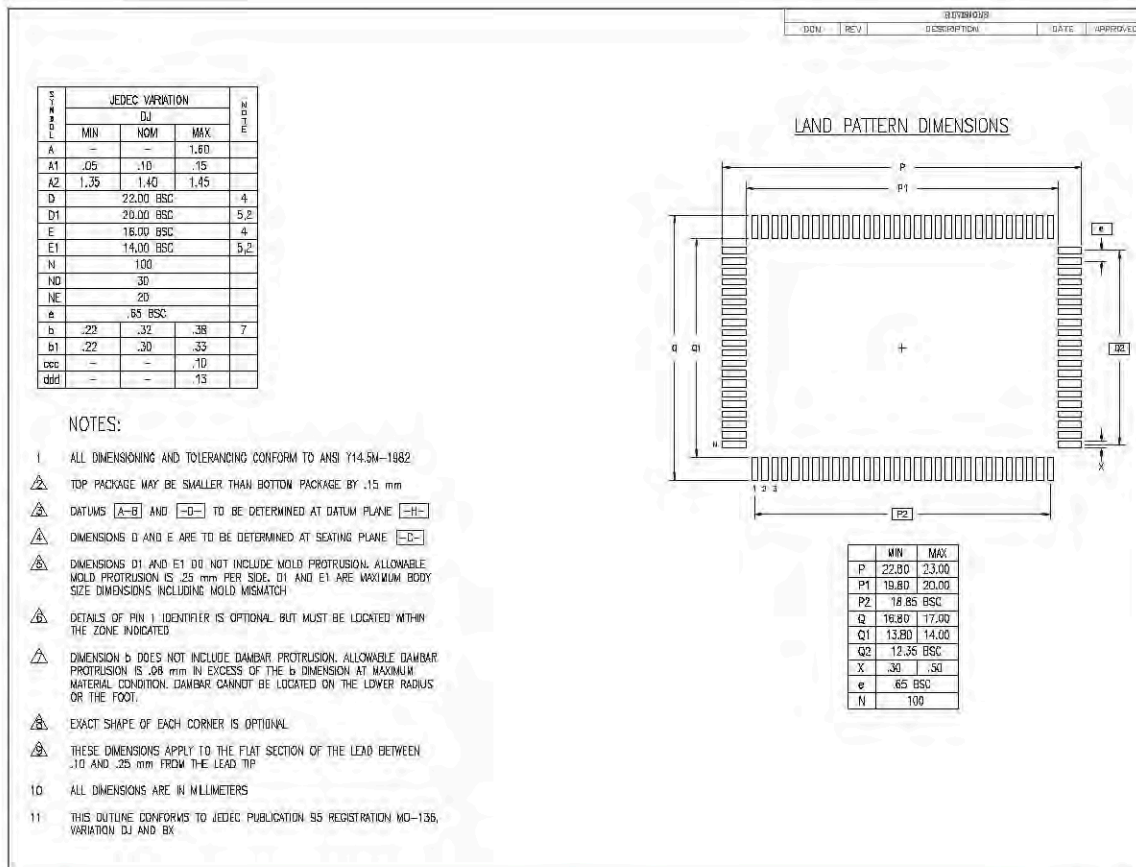 REVISIONS
DCN REV DESCRIPTION DATE APPROVED
SYMBOL JEDEC VARIATION NOTE
DJ
MIN NOM MAX
A – – 1.60
A1 .05 .10 .15
A2 1.35 1.40 1.45
D 22.00 BSC 4
D1 20.00 BSC 5,2
E 16.00 BSC 4
E1 14.00 BSC 5,2
N 100
ND 30
NE 20
e .65 BSC
b .22 .32 .38 7
b1 .22 .30 .33
ccc – – .10
ddd – – .13
NOTES:
1 ALL DIMENSIONING AND TOLERANCING CONFORM TO ANSI Y14.5M–1982
2 TOP PACKAGE MAY BE SMALLER THAN BOTTOM PACKAGE BY .15 mm
3 DATUMS A–B AND –D– TO BE DETERMINED AT DATUM PLANE –H–
4 DIMENSIONS D AND E ARE TO BE DETERMINED AT SEATING PLANE –C–
5 DIMENSIONS D1 AND E1 DO NOT INCLUDE MOLD PROTRUSION. ALLOWABLE
MOLD PROTRUSION IS .25 mm PER SIDE. D1 AND E1 ARE MAXIMUM BODY
SIZE DIMENSIONS INCLUDING MOLD MISMATCH
6 DETAILS OF PIN 1 IDENTIFIER IS OPTIONAL BUT MUST BE LOCATED WITHIN
THE ZONE INDICATED
7 DIMENSION b DOES NOT INCLUDE DAMBAR PROTRUSION. ALLOWABLE DAMBAR
PROTRUSION IS .08 mm IN EXCESS OF THE b DIMENSION AT MAXIMUM
MATERIAL CONDITION. DAMBAR CANNOT BE LOCATED ON THE LOWER RADIUS
OR THE FOOT.
8 EXACT SHAPE OF EACH CORNER IS OPTIONAL
9 THESE DIMENSIONS APPLY TO THE FLAT SECTION OF THE LEAD BETWEEN
.10 AND .25 mm FROM THE LEAD TIP
10 ALL DIMENSIONS ARE IN MILLIMETERS
11 THIS OUTLINE CONFORMS TO JEDEC PUBLICATION 95 REGISTRATION MO–136,
VARIATION DJ AND BX
LAND PATTERN DIMENSIONS
P
P1
e
Q Q1 Q2
N
X
1 2 3
P2
MIN MAX
P 22.80 23.00
P1 19.80 20.00
P2 18.85 BSC
Q 16.80 17.00
Q1 13.80 14.00
Q2 12.35 BSC
X .30 .50
e .65 BSC
N 100